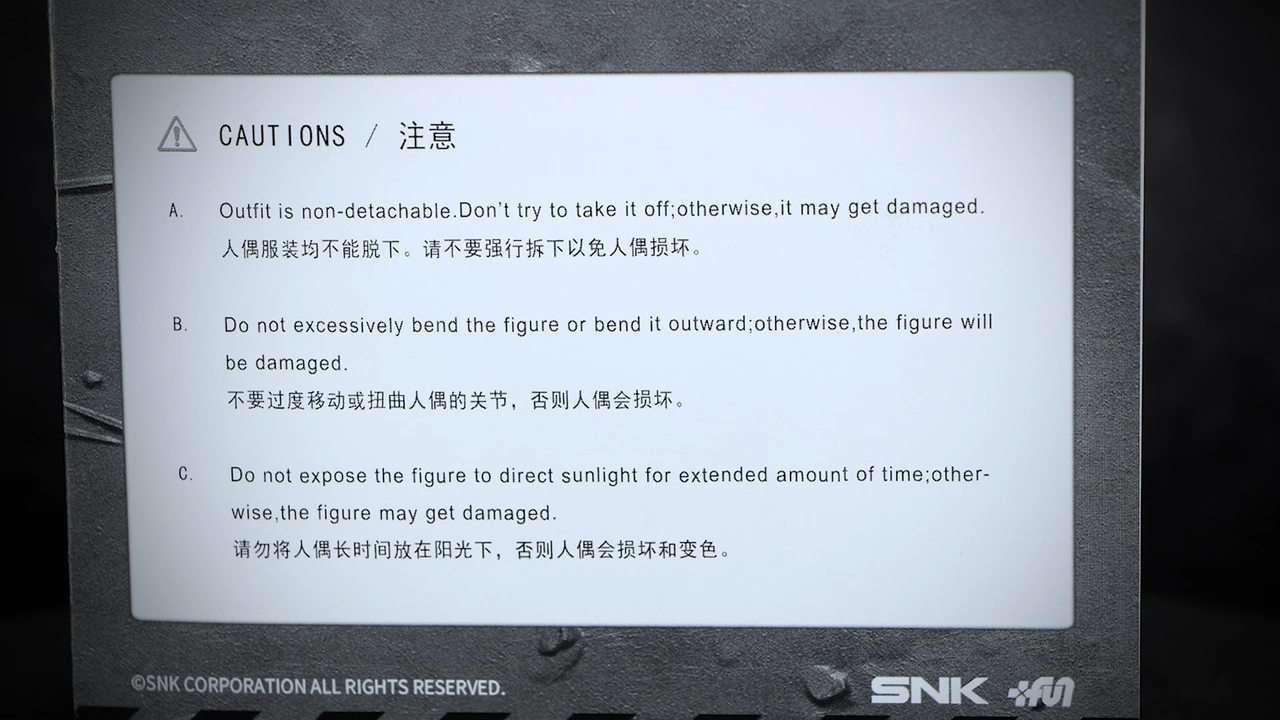 CAUTIONS / 注意
A. Outfit is non-detachable.Don't try to take it off;otherwise,it may get damaged.
人偶服装均不能脱下。请不要强行拆下以免人偶损坏。
B. Do not excessively bend the figure or bend it outward;otherwise,the figure will
be damaged.
不要过度移动或扭曲人偶的关节，否则人偶会损坏。
C. Do not expose the figure to direct sunlight for extended amount of time;other-
wise,the figure may get damaged.
请勿将人偶长时间放在阳光下，否则人偶会损坏和变色。
©SNK CORPORATION ALL RIGHTS RESERVED.
SNK +fun